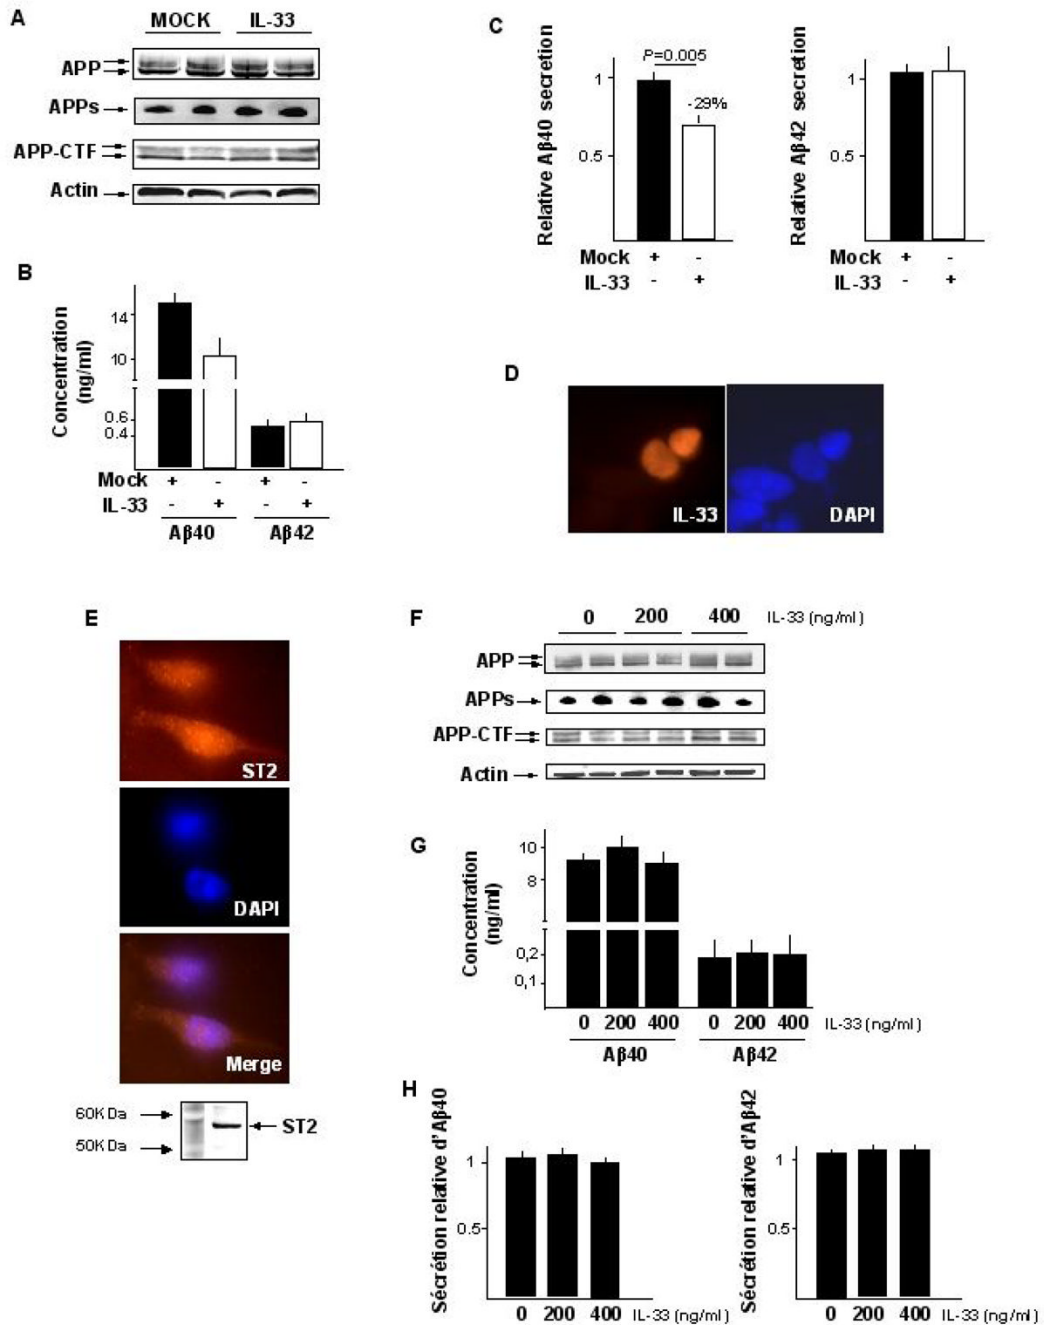 A
MOCK IL-33
APP
APPs
APP-CTF
Actin
B
Concentration
(ng/ml)
14
10
0.6
0.4
Mock + - + -
IL-33 - + - +
Aβ40 Aβ42
C
Relative Aβ40 secretion
1
0.5
P=0.005
-29%
Mock + -
IL-33 - +
Relative Aβ42 secretion
1
0.5
Mock + -
IL-33 - +
D
IL-33
DAPI
E
ST2
DAPI
Merge
60KDa
50KDa
ST2
F
0 200 400 IL-33 (ng/ml)
APP
APPs
APP-CTF
Actin
G
Concentration
(ng/ml)
10
8
0,2
0,1
0 200 400 0 200 400 IL-33 (ng/ml)
Aβ40 Aβ42
H
Sécrétion relative d'Aβ40
1
0.5
0 200 400 IL-33 (ng/ml)
Sécrétion relative d'Aβ42
1
0.5
0 200 400 IL-33 (ng/ml)